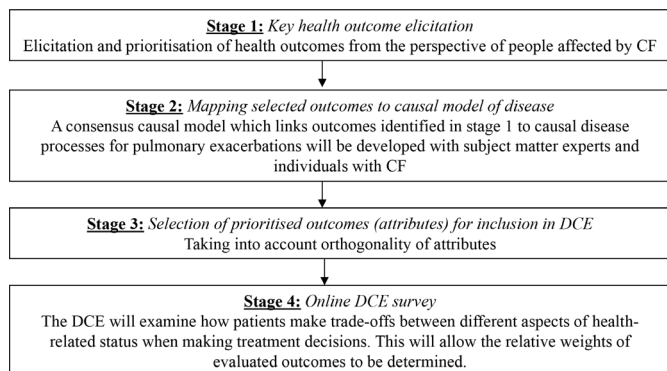 Stage 1: Key health outcome elicitation
Elicitation and prioritisation of health outcomes from the perspective of people affected by CF
Stage 2: Mapping selected outcomes to causal model of disease
A consensus causal model which links outcomes identified in stage 1 to causal disease
processes for pulmonary exacerbations will be developed with subject matter experts and
individuals with CF
Stage 3: Selection of prioritised outcomes (attributes) for inclusion in DCE
Taking into account orthogonality of attributes
Stage 4: Online DCE survey
The DCE will examine how patients make trade-offs between different aspects of health-
related status when making treatment decisions. This will allow the relative weights of
evaluated outcomes to be determined.